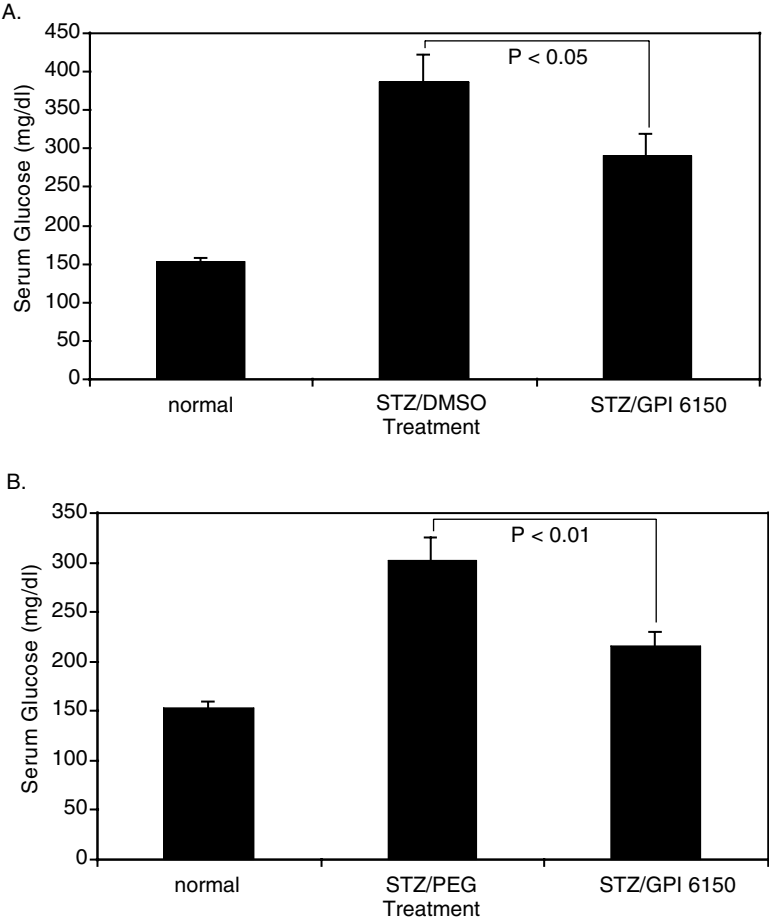 A.
Serum Glucose (mg/dl)
450
400
350
300
250
200
150
100
50
0
P < 0.05
normal
STZ/DMSO
STZ/GPI 6150
Treatment
B.
Serum Glucose (mg/dl)
350
300
250
200
150
100
50
0
P < 0.01
normal
STZ/PEG
STZ/GPI 6150
Treatment